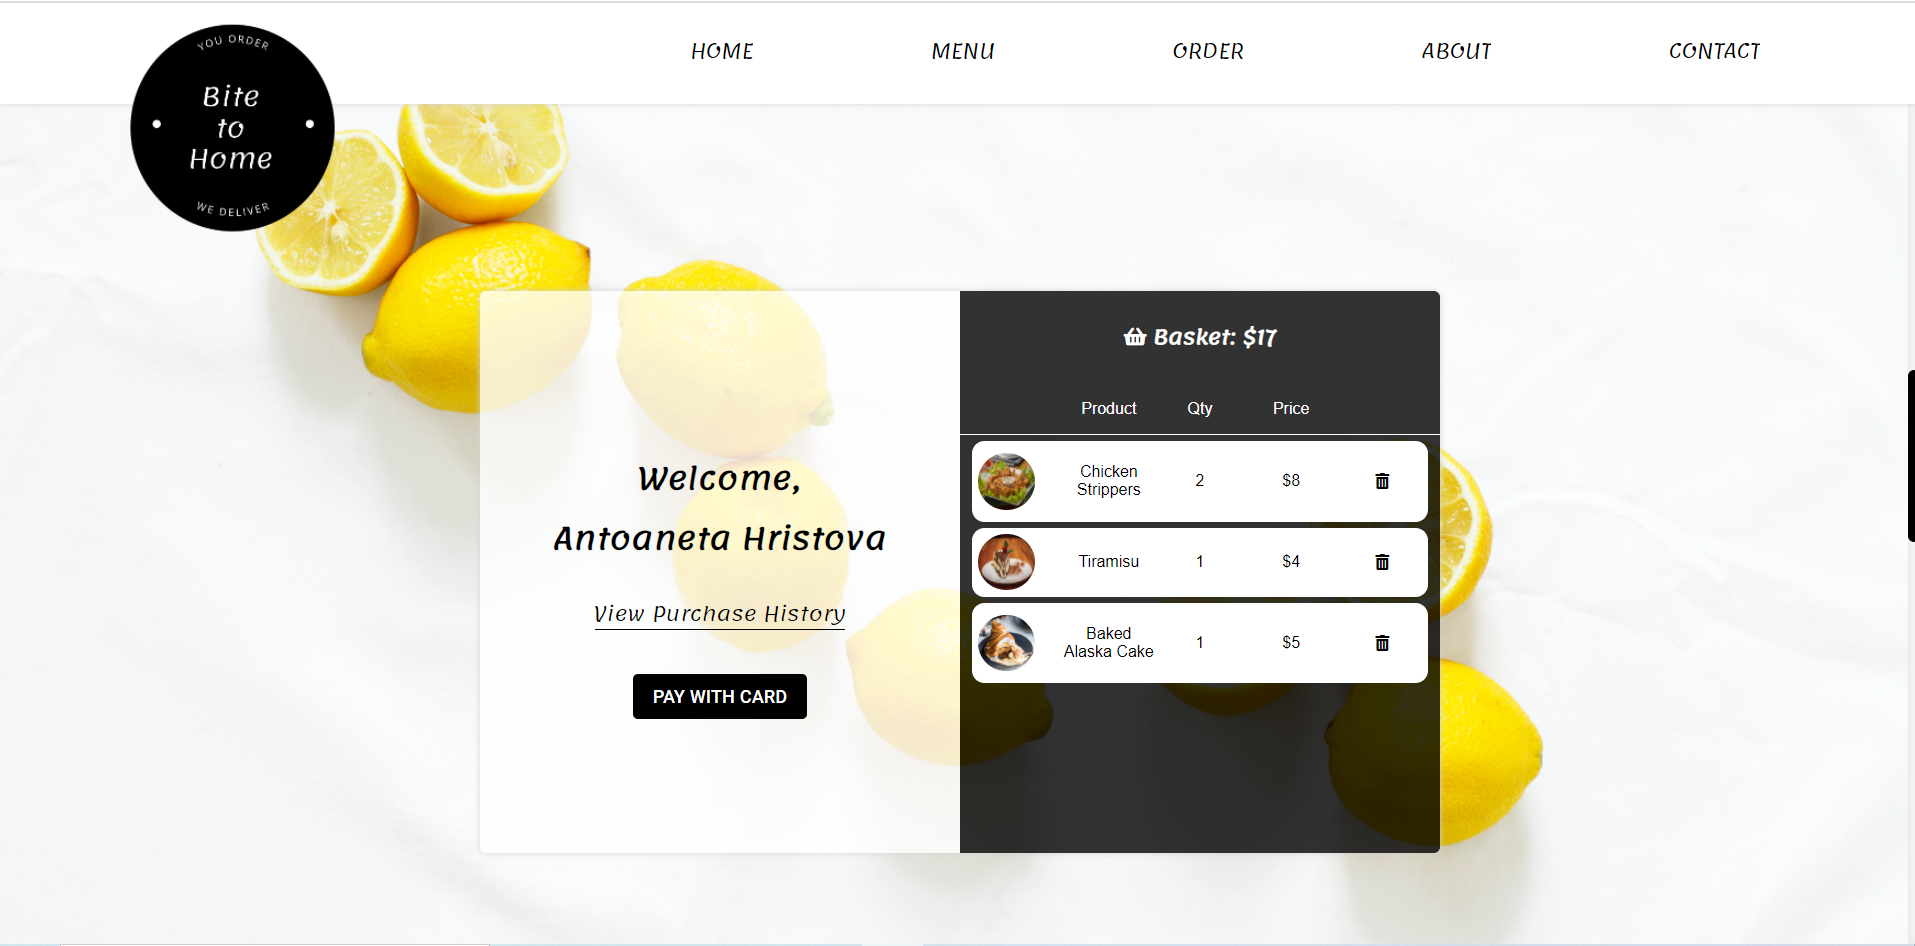 YOU ORDER
Bite
to
Home
WE DELIVER
HOME
MENU
ORDER
ABOUT
CONTACT
Welcome,
Antoaneta Hristova
View Purchase History
PAY WITH CARD
Basket: $17
Product Qty Price
Chicken
Strippers
2
$8
Tiramisu 1 $4
Baked
Alaska Cake
1
$5